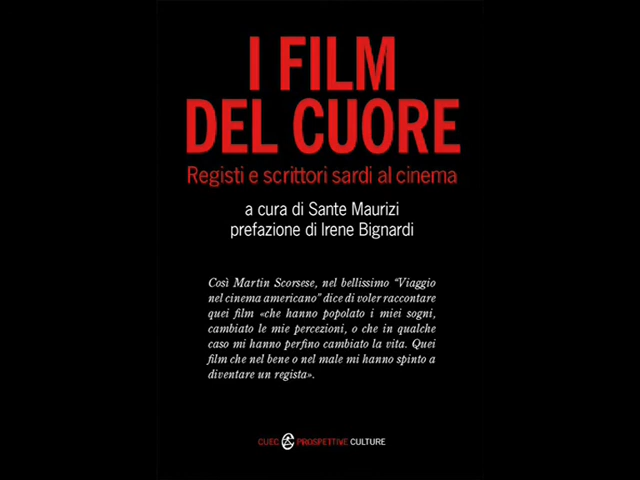 I FILM
DEL CUORE
Registi e scrittori sardi al cinema
a cura di Sante Maurizi
prefazione di Irene Bignardi
Così Martin Scorsese, nel bellissimo “Viaggio
nel cinema americano” dice di voler raccontare
quei film «che hanno popolato i miei sogni,
cambiato le mie percezioni, o che in qualche
caso mi hanno perfino cambiato la vita. Quei
film che nel bene o nel male mi hanno spinto a
diventare un regista».
CUEC PROSPETTIVE CULTURE